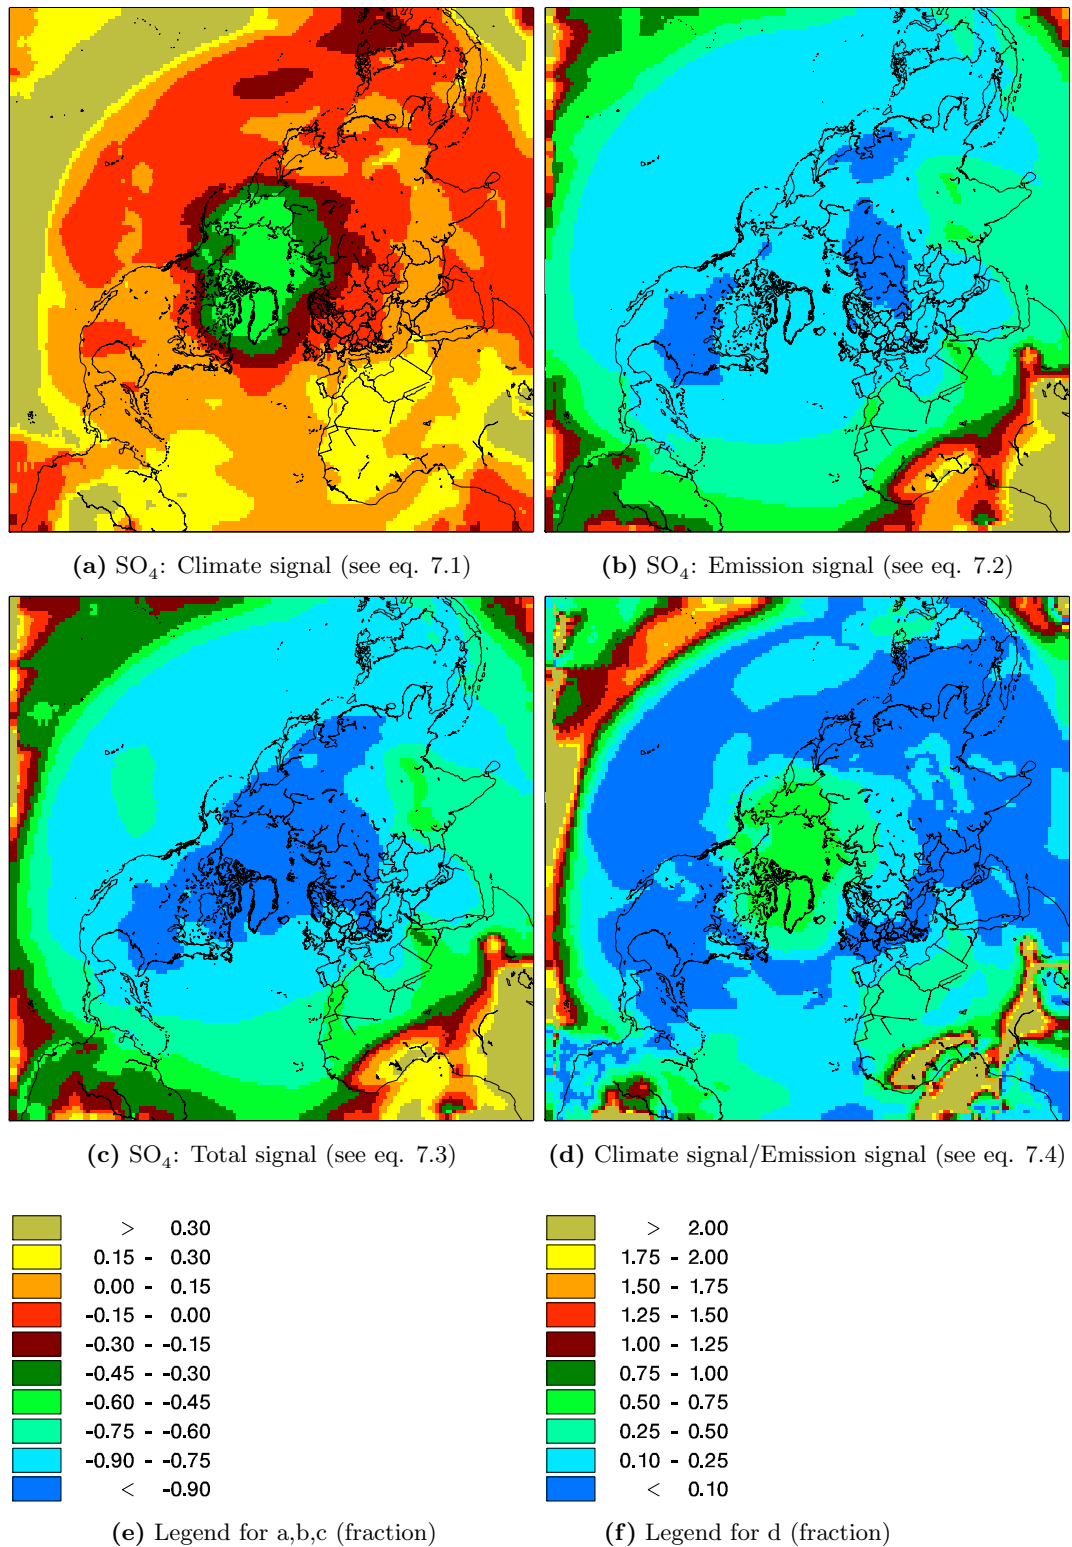 (a) SO₄: Climate signal (see eq. 7.1)
(b) SO₄: Emission signal (see eq. 7.2)
(c) SO₄: Total signal (see eq. 7.3)
(d) Climate signal/Emission signal (see eq. 7.4)
> 0.30
0.15 - 0.30
0.00 - 0.15
-0.15 - 0.00
-0.30 - -0.15
-0.45 - -0.30
-0.60 - -0.45
-0.75 - -0.60
-0.90 - -0.75
< -0.90
(e) Legend for a,b,c (fraction)
> 2.00
1.75 - 2.00
1.50 - 1.75
1.25 - 1.50
1.00 - 1.25
0.75 - 1.00
0.50 - 0.75
0.25 - 0.50
0.10 - 0.25
< 0.10
(f) Legend for d (fraction)